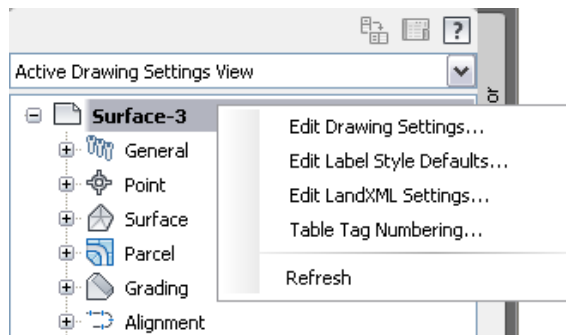 ?
Active Drawing Settings View
or
Surface-3
General
Point
Surface
Parcel
Grading
Alignment
Edit Drawing Settings...
Edit Label Style Defaults...
Edit LandXML Settings...
Table Tag Numbering...
Refresh